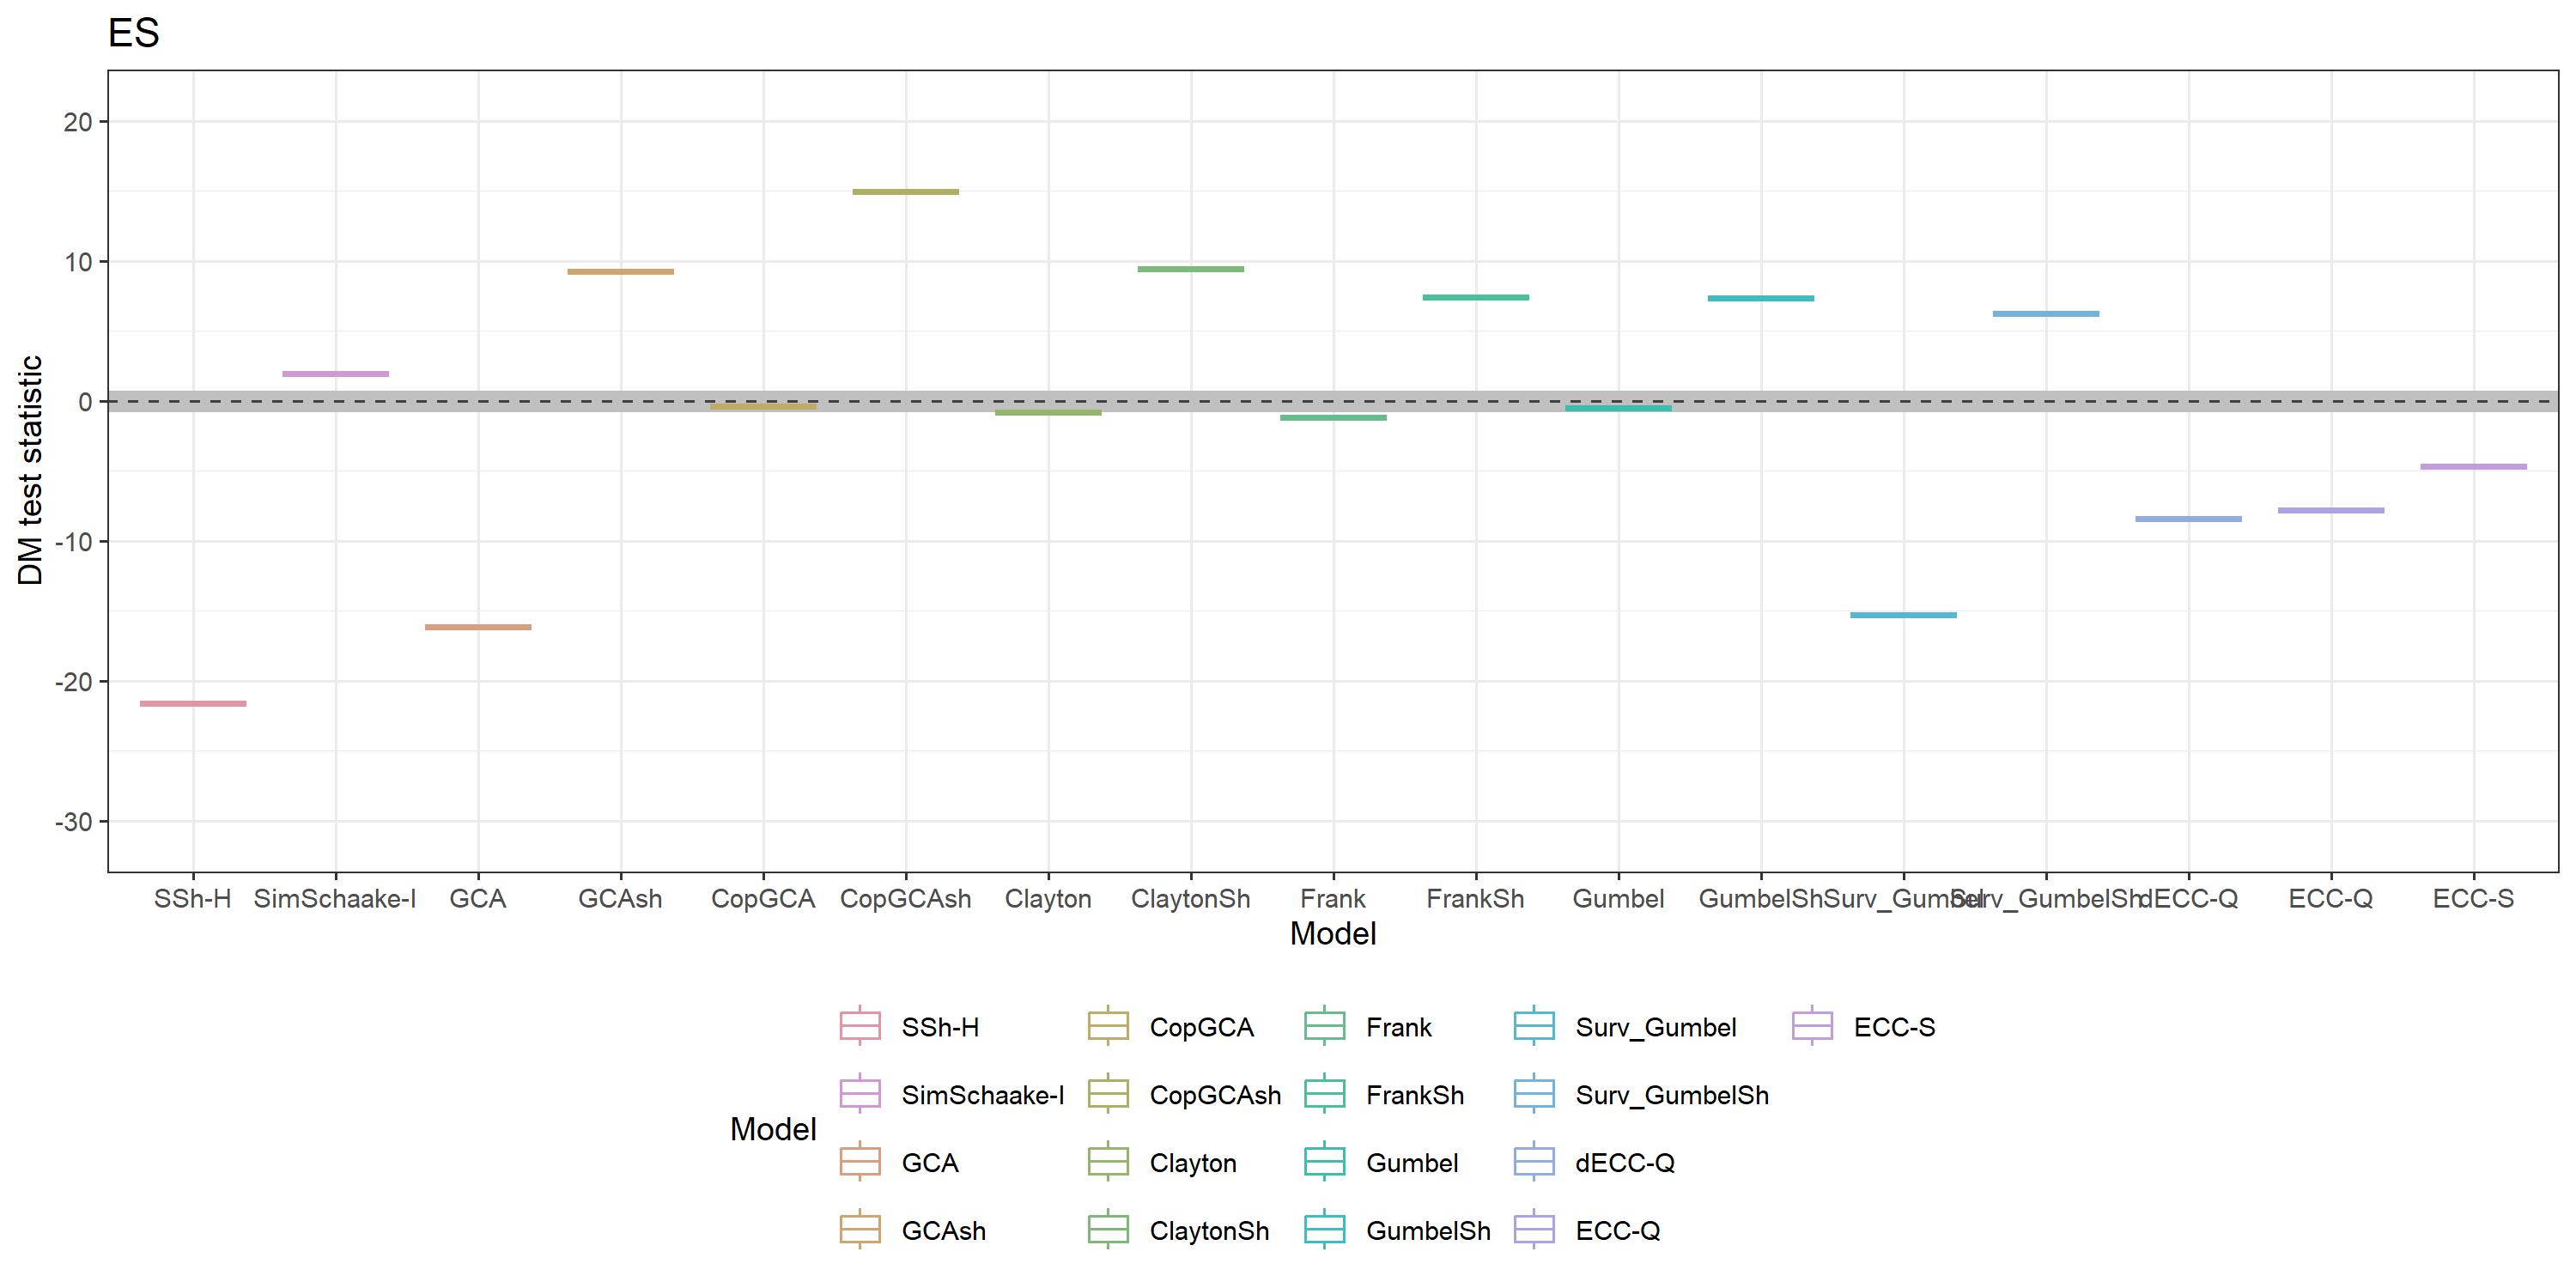 ES
DM test statistic
20
10
0
-10
-20
-30
SSh-H SimSchaake-I GCA GCAsh CopGCA CopGCAsh Clayton ClaytonSh Frank FrankSh Gumbel GumbelSh Surv_Gumbel Surv_GumbelSh dECC-Q ECC-Q ECC-S
Model
Model
SSh-H CopGCA Frank Surv_Gumbel ECC-S
SimSchaake-I CopGCAsh FrankSh Surv_GumbelSh
GCA Clayton Gumbel dECC-Q
GCAsh ClaytonSh GumbelSh ECC-Q